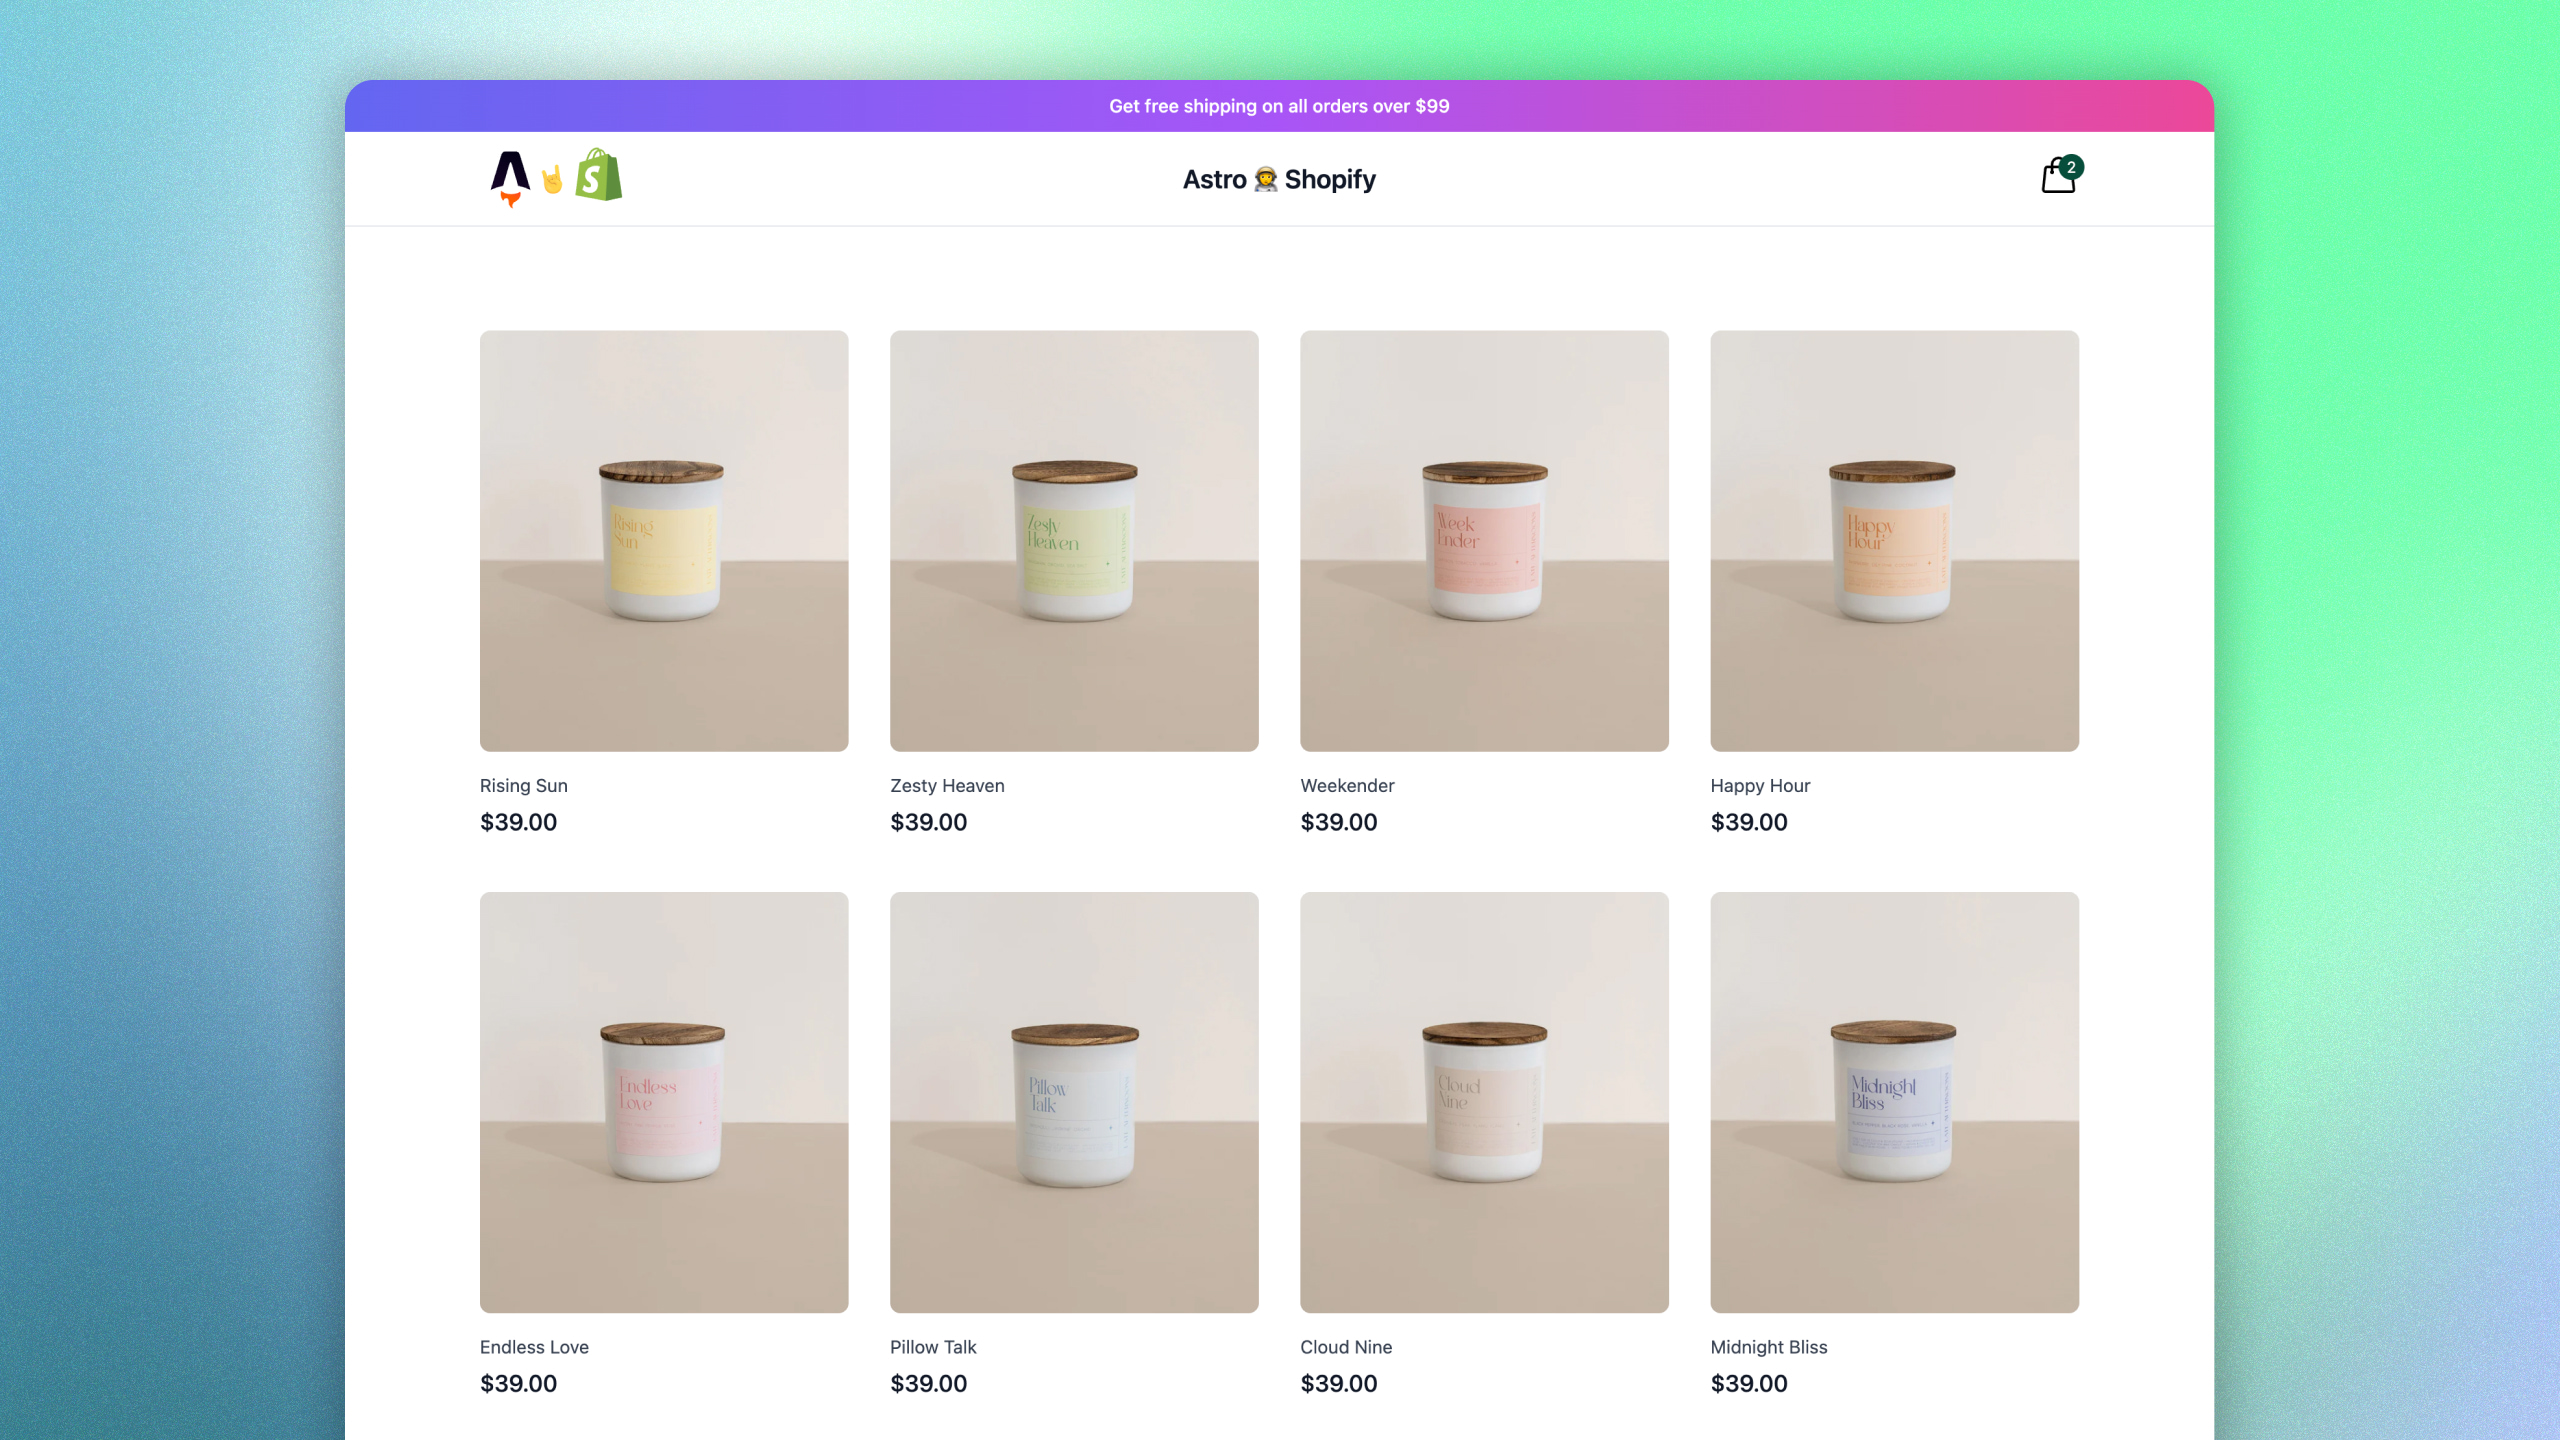 Get free shipping on all orders over $99
Astro 🧑‍🚀 Shopify
2
Rising
Sun
Zesty
Heaven
Week
Ender
Happy
Hour
Rising Sun
Zesty Heaven
Weekender
Happy Hour
$39.00
$39.00
$39.00
$39.00
Endless
Love
Pillow
Talk
Cloud
Nine
Midnight
Bliss
Endless Love
Pillow Talk
Cloud Nine
Midnight Bliss
$39.00
$39.00
$39.00
$39.00